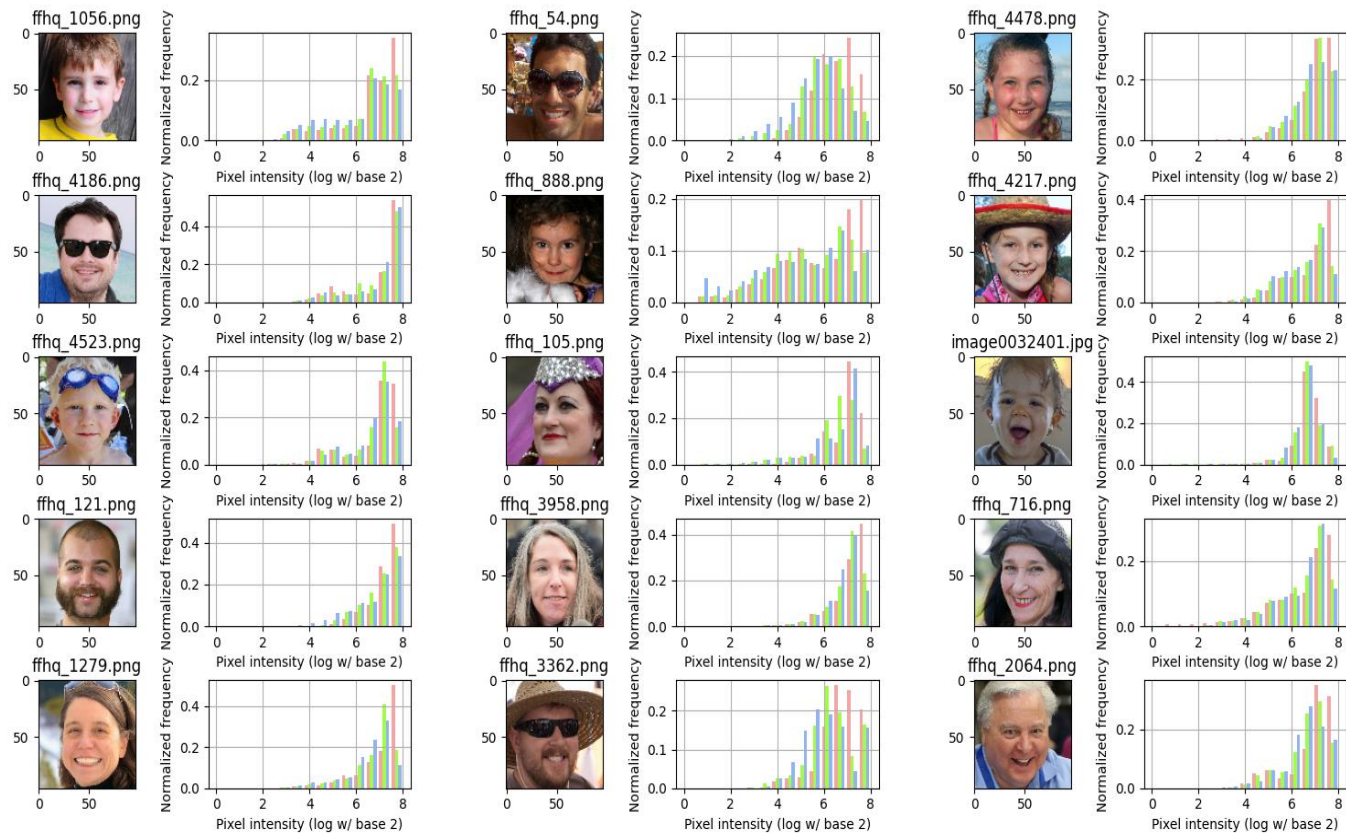 ffhq_1056.png
0
50
0 50
Normalized frequency
0.2
0.0
0 2 4 6 8
Pixel intensity (log w/ base 2)
ffhq_54.png
0
50
0 50
Normalized frequency
0.2
0.1
0.0
0 2 4 6 8
Pixel intensity (log w/ base 2)
ffhq_4478.png
0
50
0 50
Normalized frequency
0.2
0.0
0 2 4 6 8
Pixel intensity (log w/ base 2)
ffhq_4186.png
0
50
0 50
Normalized frequency
0.4
0.2
0.0
0 2 4 6 8
Pixel intensity (log w/ base 2)
ffhq_888.png
0
50
0 50
Normalized frequency
0.2
0.1
0.0
0 2 4 6 8
Pixel intensity (log w/ base 2)
ffhq_4217.png
0
50
0 50
Normalized frequency
0.4
0.2
0.0
0 2 4 6 8
Pixel intensity (log w/ base 2)
ffhq_4523.png
0
50
0 50
Normalized frequency
0.4
0.2
0.0
0 2 4 6 8
Pixel intensity (log w/ base 2)
ffhq_105.png
0
50
0 50
Normalized frequency
0.4
0.2
0.0
0 2 4 6 8
Pixel intensity (log w/ base 2)
image0032401.jpg
0
50
0 50
Normalized frequency
0.4
0.2
0.0
0 2 4 6 8
Pixel intensity (log w/ base 2)
ffhq_121.png
0
50
0 50
Normalized frequency
0.4
0.2
0.0
0 2 4 6 8
Pixel intensity (log w/ base 2)
ffhq_3958.png
0
50
0 50
Normalized frequency
0.4
0.2
0.0
0 2 4 6 8
Pixel intensity (log w/ base 2)
ffhq_716.png
0
50
0 50
Normalized frequency
0.2
0.0
0 2 4 6 8
Pixel intensity (log w/ base 2)
ffhq_1279.png
0
50
0 50
Normalized frequency
0.4
0.2
0.0
0 2 4 6 8
Pixel intensity (log w/ base 2)
ffhq_3362.png
0
50
0 50
Normalized frequency
0.2
0.1
0.0
0 2 4 6 8
Pixel intensity (log w/ base 2)
ffhq_2064.png
0
50
0 50
Normalized frequency
0.2
0.0
0 2 4 6 8
Pixel intensity (log w/ base 2)